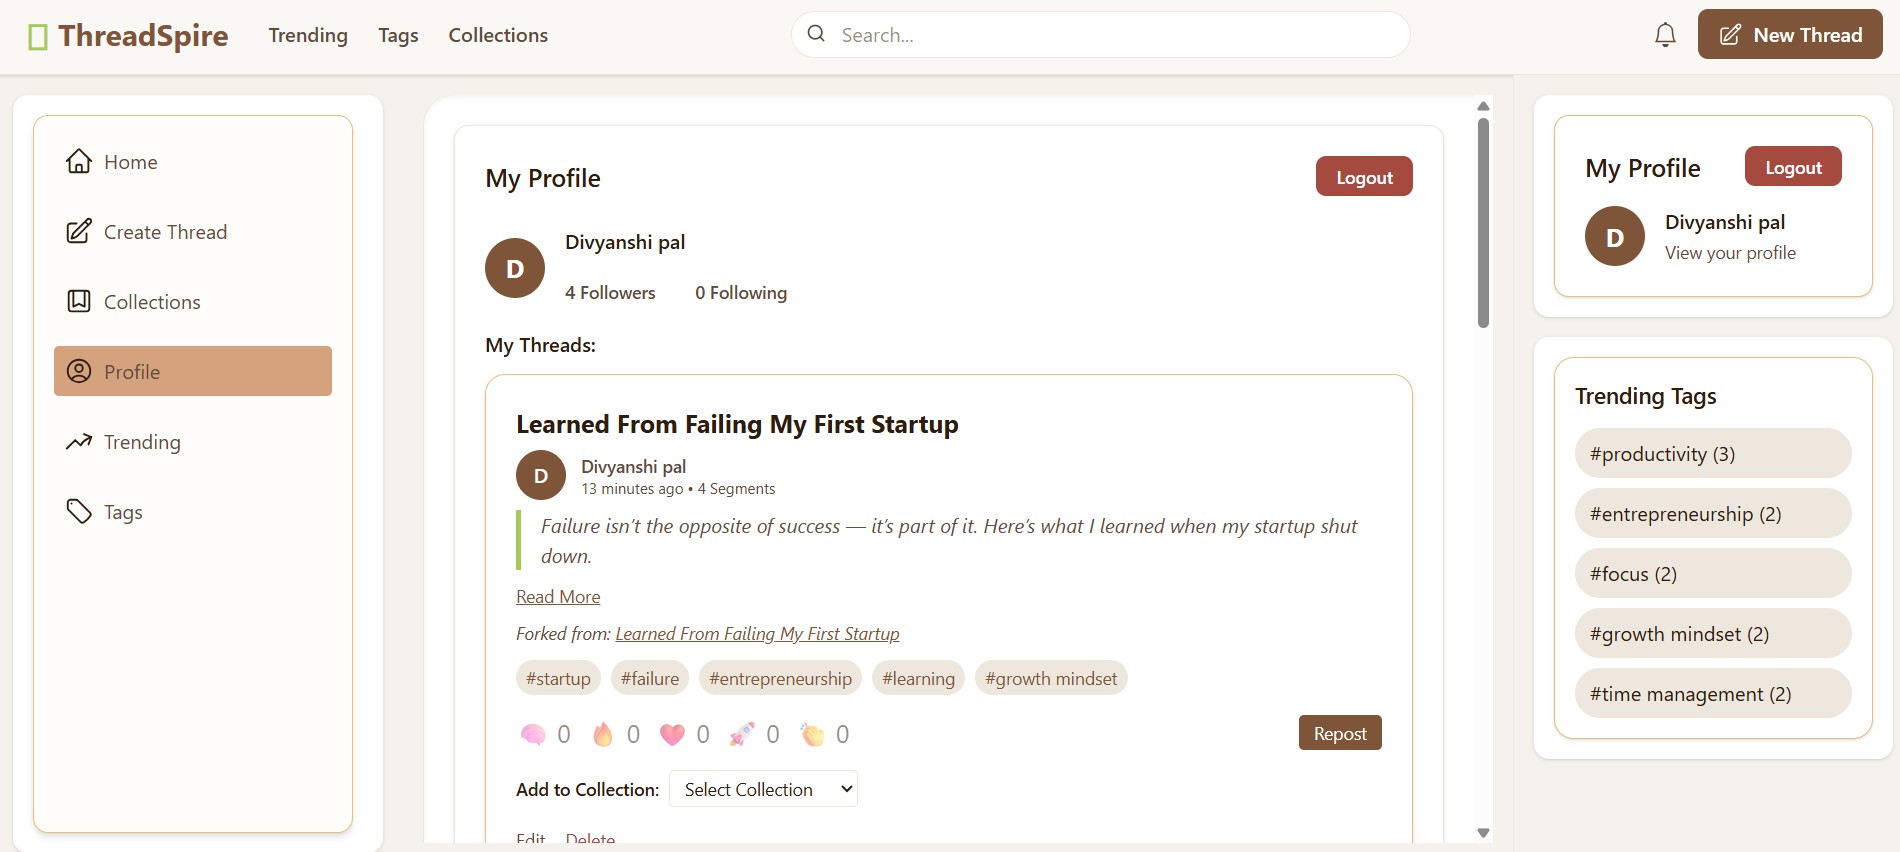 ThreadSpire
Trending
Tags
Collections
Search...
New Thread
Home
Create Thread
Collections
Profile
Trending
Tags
My Profile
Logout
D
Divyanshi pal
4 Followers
0 Following
My Threads:
Learned From Failing My First Startup
D
Divyanshi pal
13 minutes ago • 4 Segments
Failure isn’t the opposite of success — it’s part of it. Here’s what I learned when my startup shut
down.
Read More
Forked from: Learned From Failing My First Startup
#startup #failure #entrepreneurship #learning #growth mindset
0 0 0 0 0
Repost
Add to Collection: Select Collection
Edit Delete
My Profile
Logout
D
Divyanshi pal
View your profile
Trending Tags
#productivity (3)
#entrepreneurship (2)
#focus (2)
#growth mindset (2)
#time management (2)